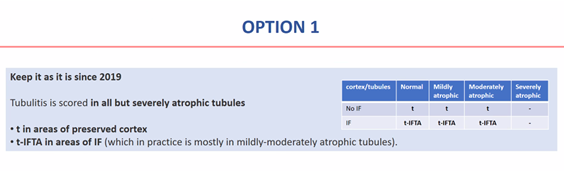 OPTION 1
Keep it as it is since 2019
Tubulitis is scored in all but severely atrophic tubules
• t in areas of preserved cortex
• t-IFTA in areas of IF (which in practice is mostly in mildly-moderately atrophic tubules).
cortex/tubules Normal Mildly atrophic Moderately atrophic Severely atrophic
No IF t t t -
IF t-IFTA t-IFTA t-IFTA -